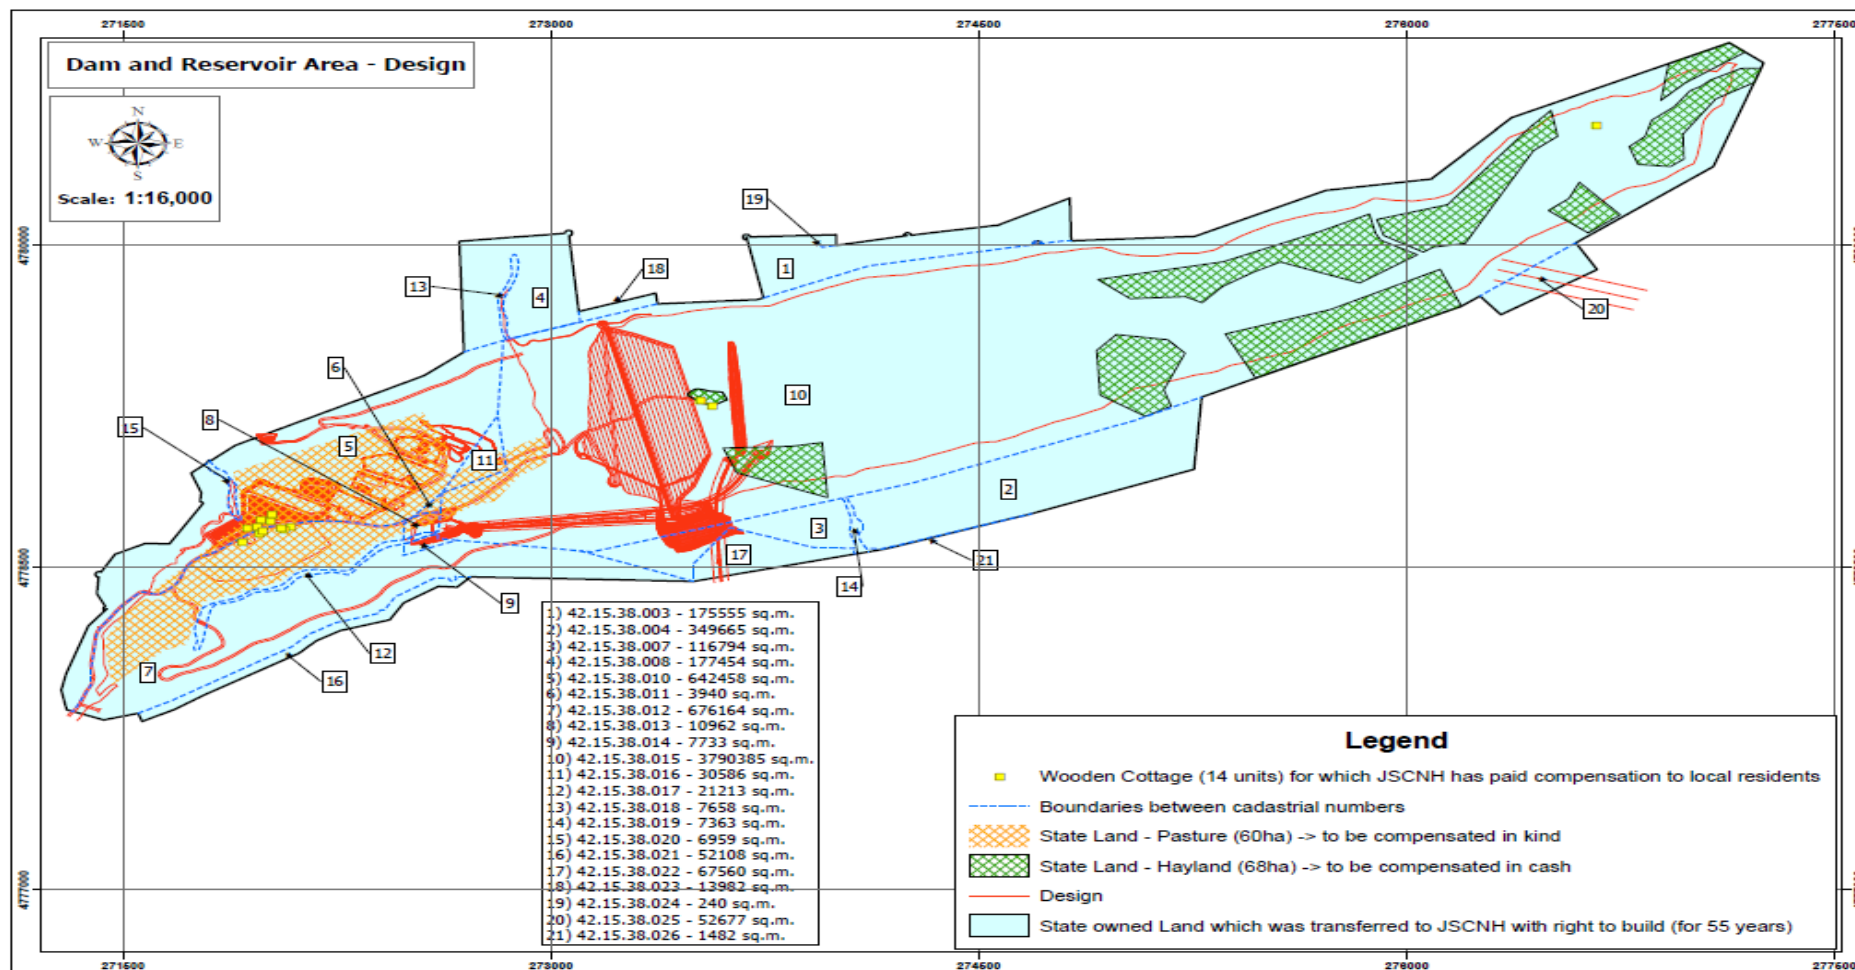 271500 273000 274500 276000 277500
Dam and Reservoir Area - Design
N
W E
S
Scale: 1:16,000
4780000
4778500
4777000
19
18
1
13
4
20
6
10
8
15
5
11
2
3
17
21
14
9
12
7
16
1) 42.15.38.003 - 175555 sq.m.
2) 42.15.38.004 - 349665 sq.m.
3) 42.15.38.007 - 116794 sq.m.
4) 42.15.38.008 - 177454 sq.m.
5) 42.15.38.010 - 642458 sq.m.
6) 42.15.38.011 - 3940 sq.m.
7) 42.15.38.012 - 676164 sq.m.
8) 42.15.38.013 - 10962 sq.m.
9) 42.15.38.014 - 7733 sq.m.
10) 42.15.38.015 - 3790385 sq.m.
11) 42.15.38.016 - 30586 sq.m.
12) 42.15.38.017 - 21213 sq.m.
13) 42.15.38.018 - 7658 sq.m.
14) 42.15.38.019 - 7363 sq.m.
15) 42.15.38.020 - 6959 sq.m.
16) 42.15.38.021 - 52108 sq.m.
17) 42.15.38.022 - 67560 sq.m.
18) 42.15.38.023 - 13982 sq.m.
19) 42.15.38.024 - 240 sq.m.
20) 42.15.38.025 - 52677 sq.m.
21) 42.15.38.026 - 1482 sq.m.
Legend
Wooden Cottage (14 units) for which JSCNH has paid compensation to local residents
Boundaries between cadastrial numbers
State Land - Pasture (60ha) -> to be compensated in kind
State Land - Hayland (68ha) -> to be compensated in cash
Design
State owned Land which was transferred to JSCNH with right to build (for 55 years)
271500 273000 274500 276000 277500